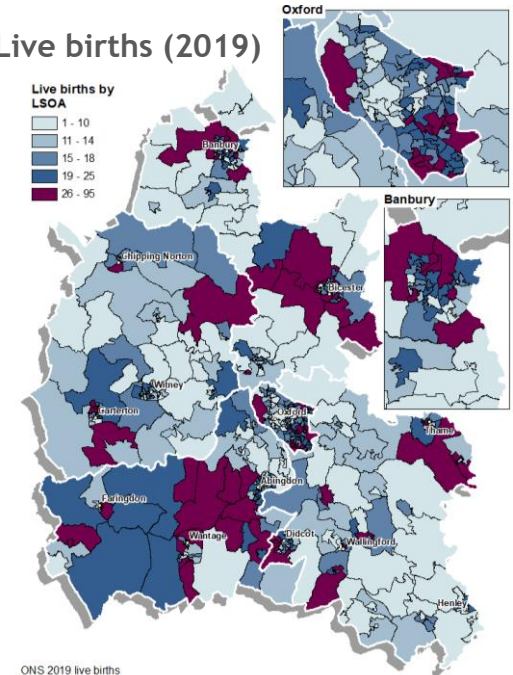 Live births (2019)
Oxford
Live births by
LSOA
1 - 10
11 - 14
15 - 18
19 - 25
26 - 95
Banbury
Banbury
Chipping Norton
Bicester
Witney
Carterton
Oxford
Thame
Abingdon
Faringdon
Wantage
Didcot
Wallingford
Henley
ONS 2019 live births